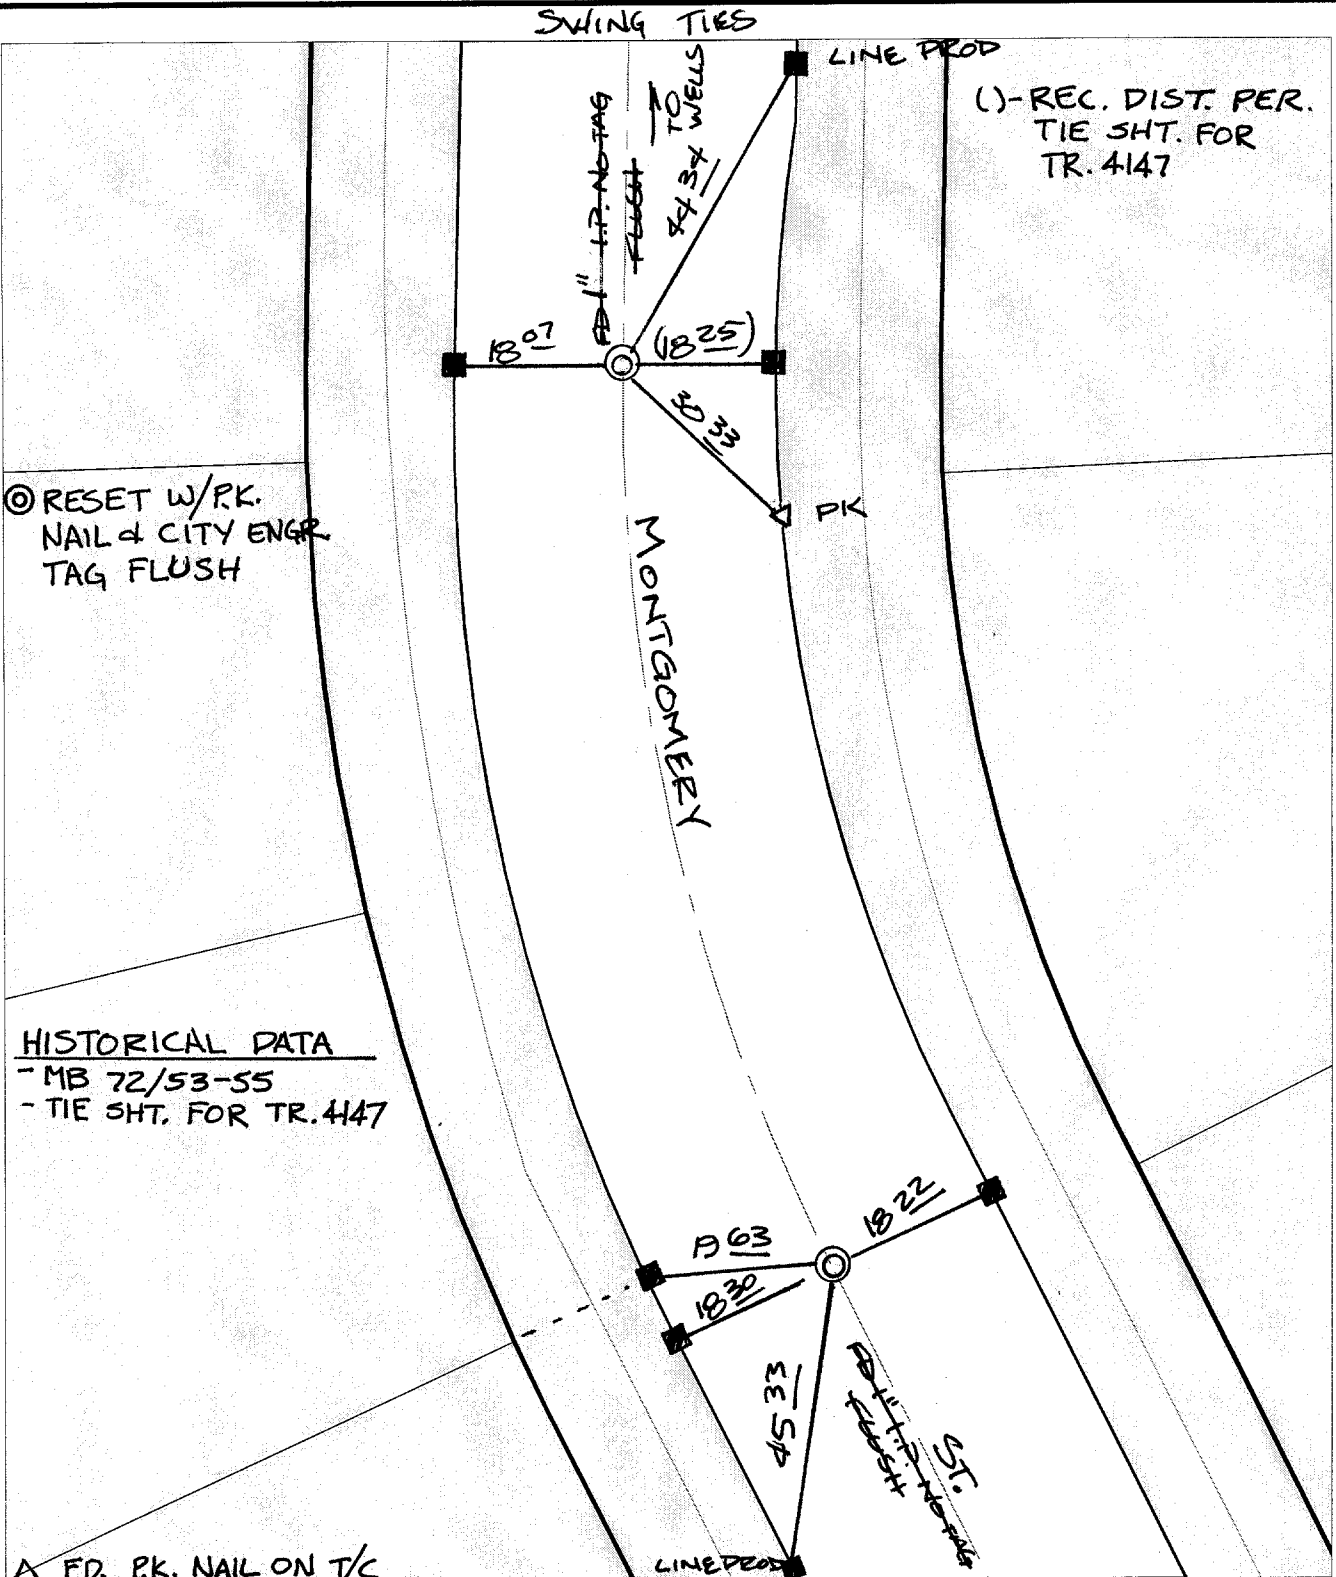 SWING TIES
LINE PROD
()-REC. DIST. PER.
TIE SHT. FOR
TR. 4147
FD 1" I.P. NO TAG
FLUSH
TO
WELLS
44 34
18 07
(18 25)
30 33
PK
◎ RESET W/P.K.
NAIL & CITY ENGR
TAG FLUSH
MONTGOMERY
HISTORICAL DATA
- MB 72/53-55
- TIE SHT. FOR TR. 4147
18 22
19 63
18 30
45 33
FD 1" I.P. NO TAG
FLUSH
ST.
LINE PROD
△ FD. P.K. NAIL ON T/C